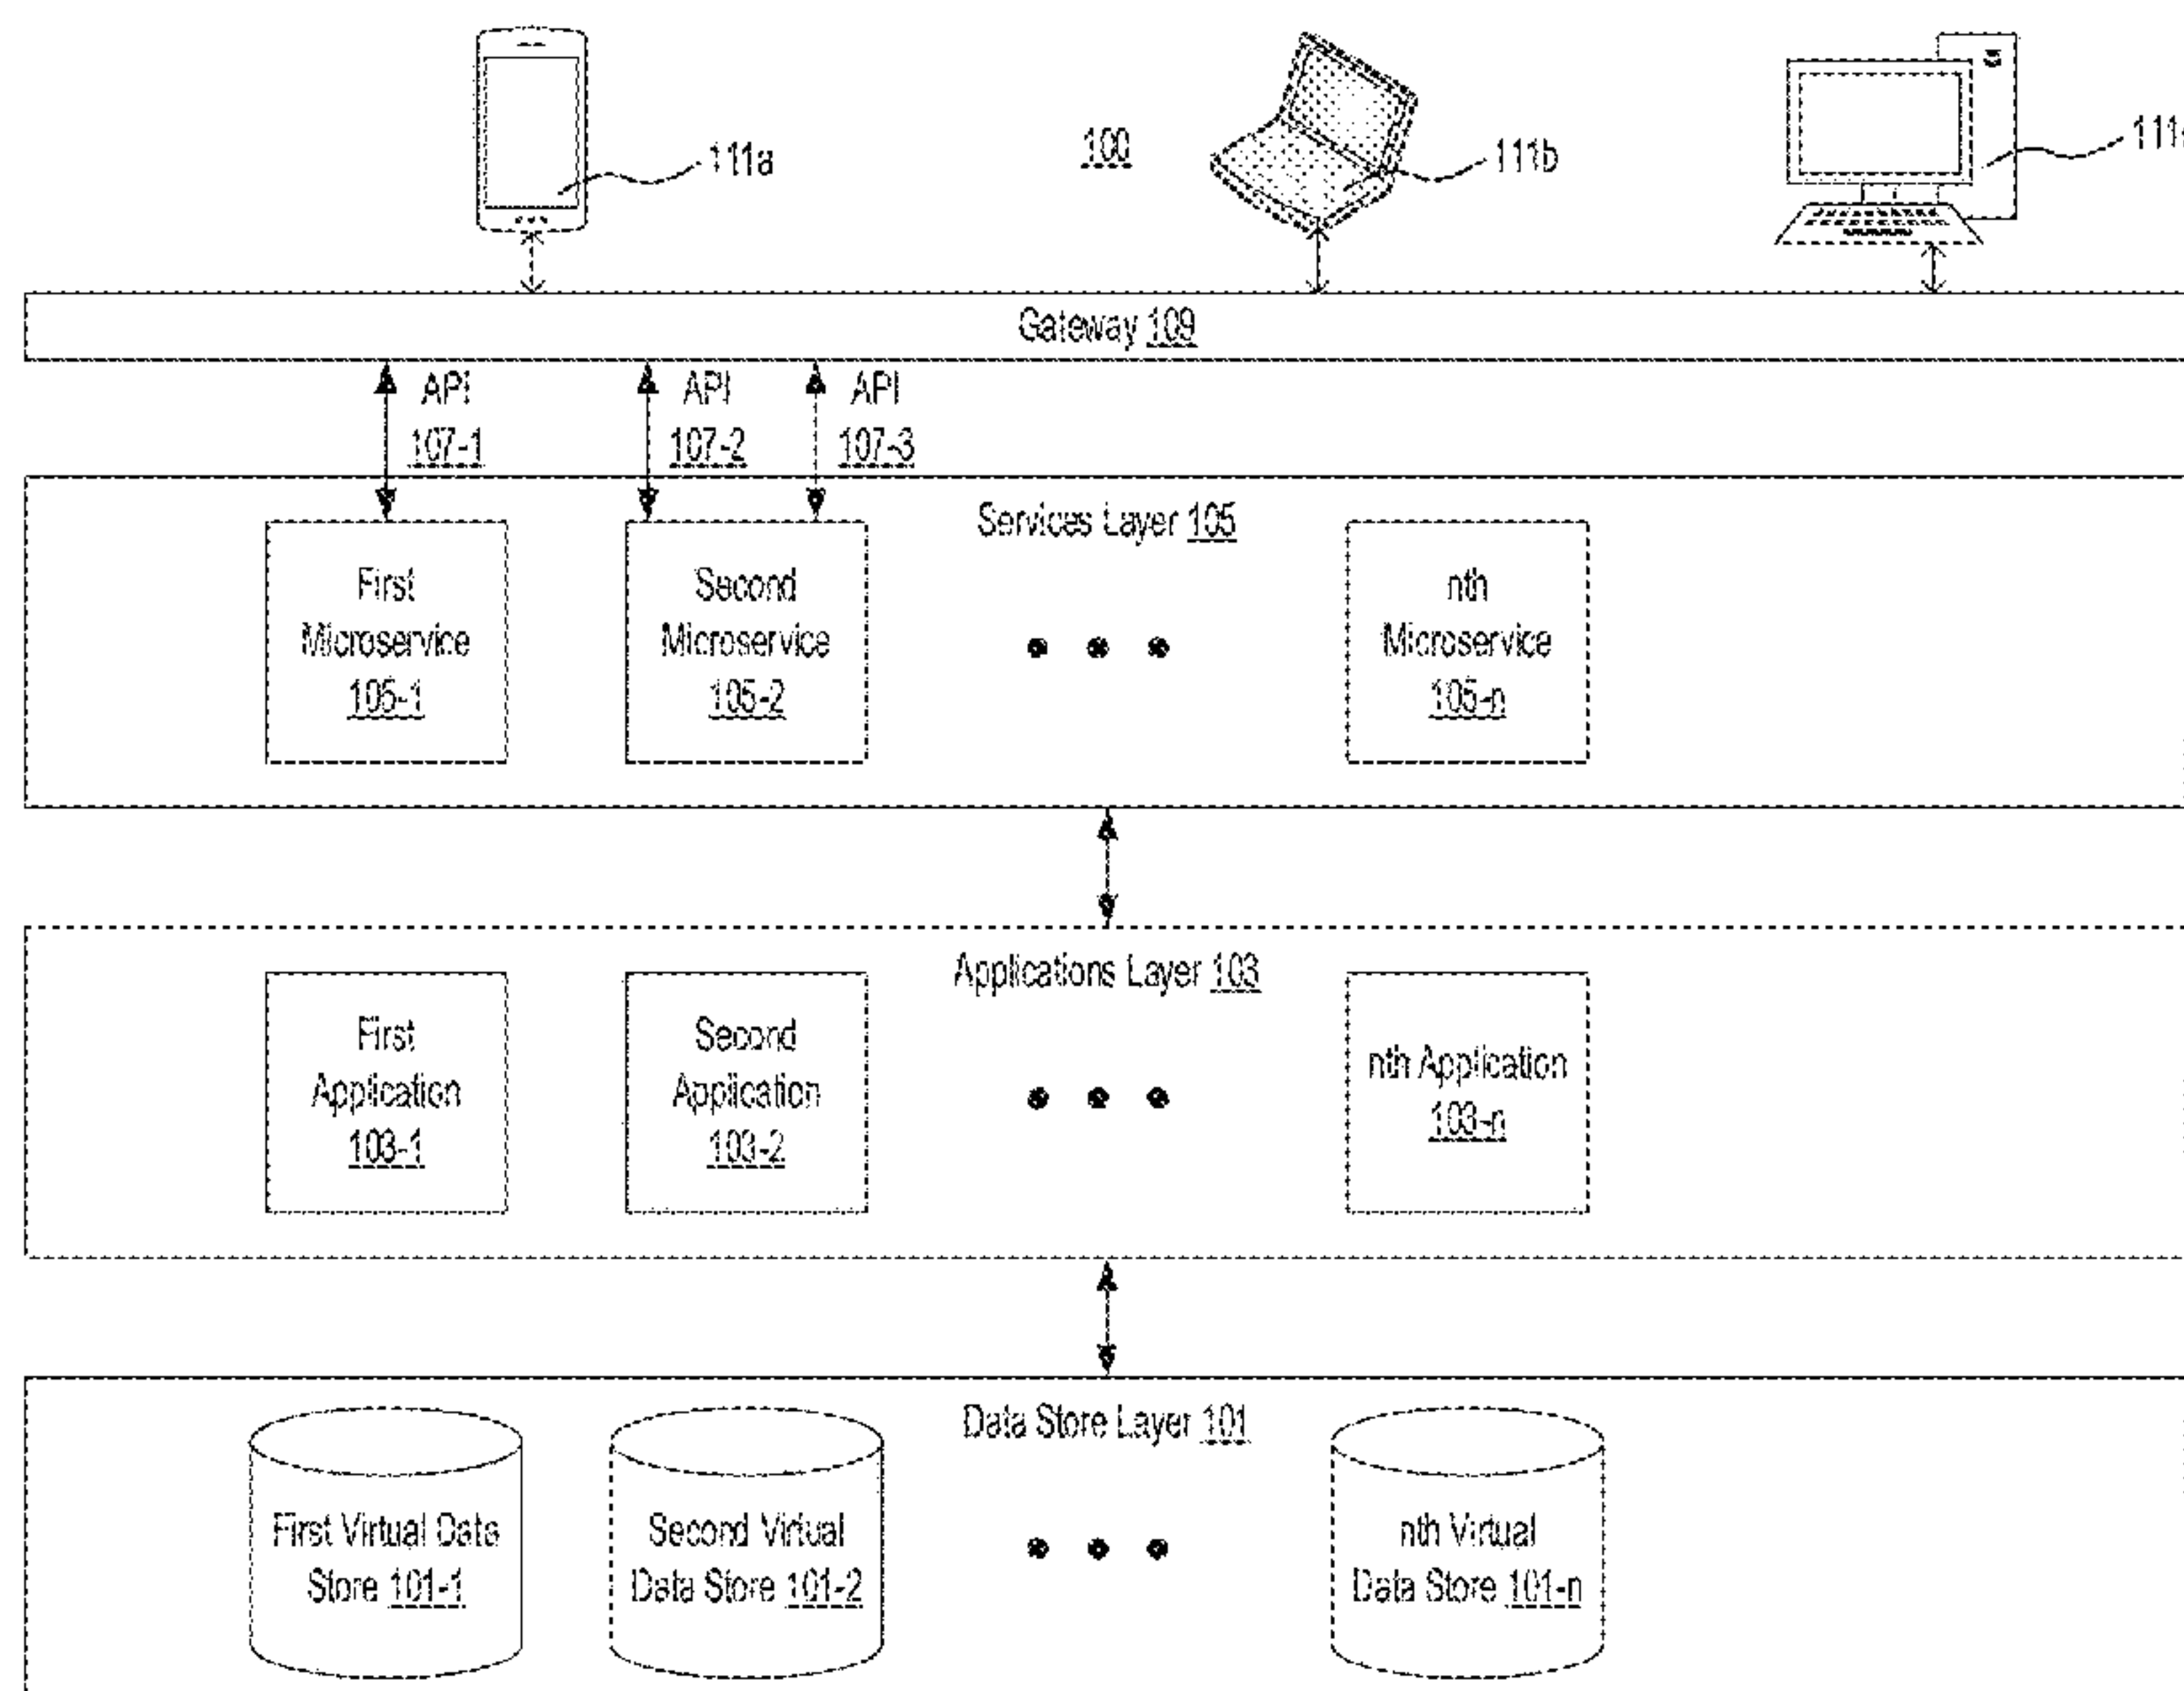 111a
100
111b
Gateway 109
API
107-1
API
107-2
API
107-3
Services Layer 105
First
Microservice
105-1
Second
Microservice
105-2
nth
Microservice
105-n
Applications Layer 103
First
Application
103-1
Second
Application
103-2
nth Application
103-n
Data Store Layer 101
First Virtual Data
Store 101-1
Second Virtual
Data Store 101-2
nth Virtual
Data Store 101-n